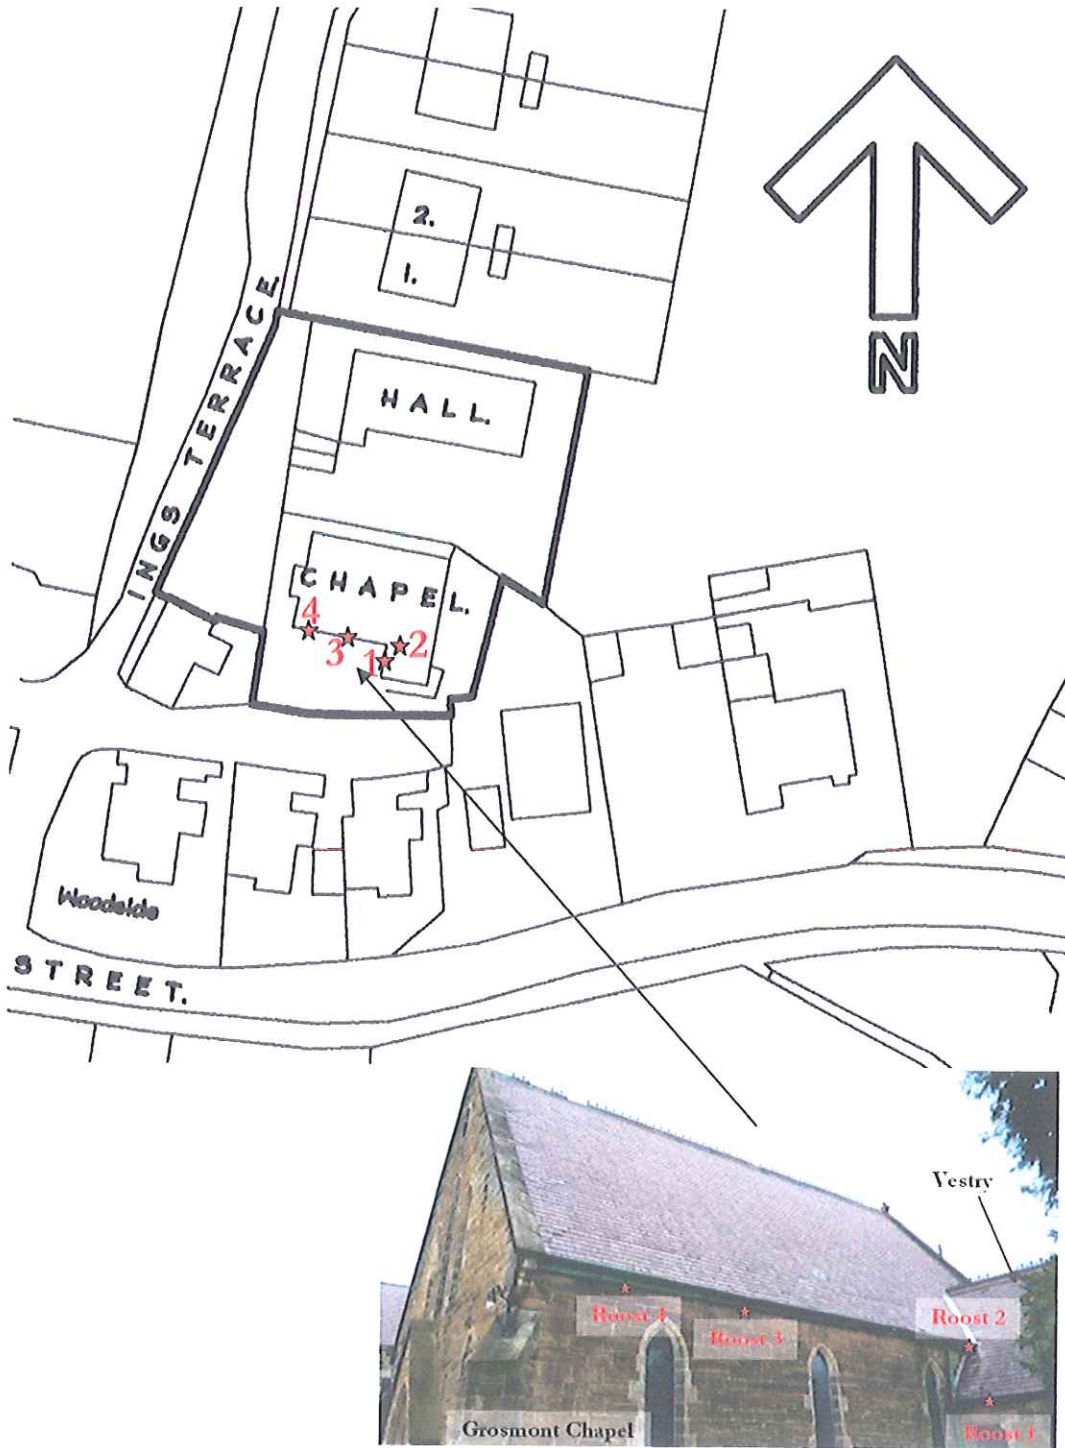 2.
1.
N
INGS TERRACE.
HALL.
CHAPEL.
4
3
2
1
Woodside
STREET.
Vestry
Roost 4
Roost 3
Roost 2
Roost 1
Grosmont Chapel